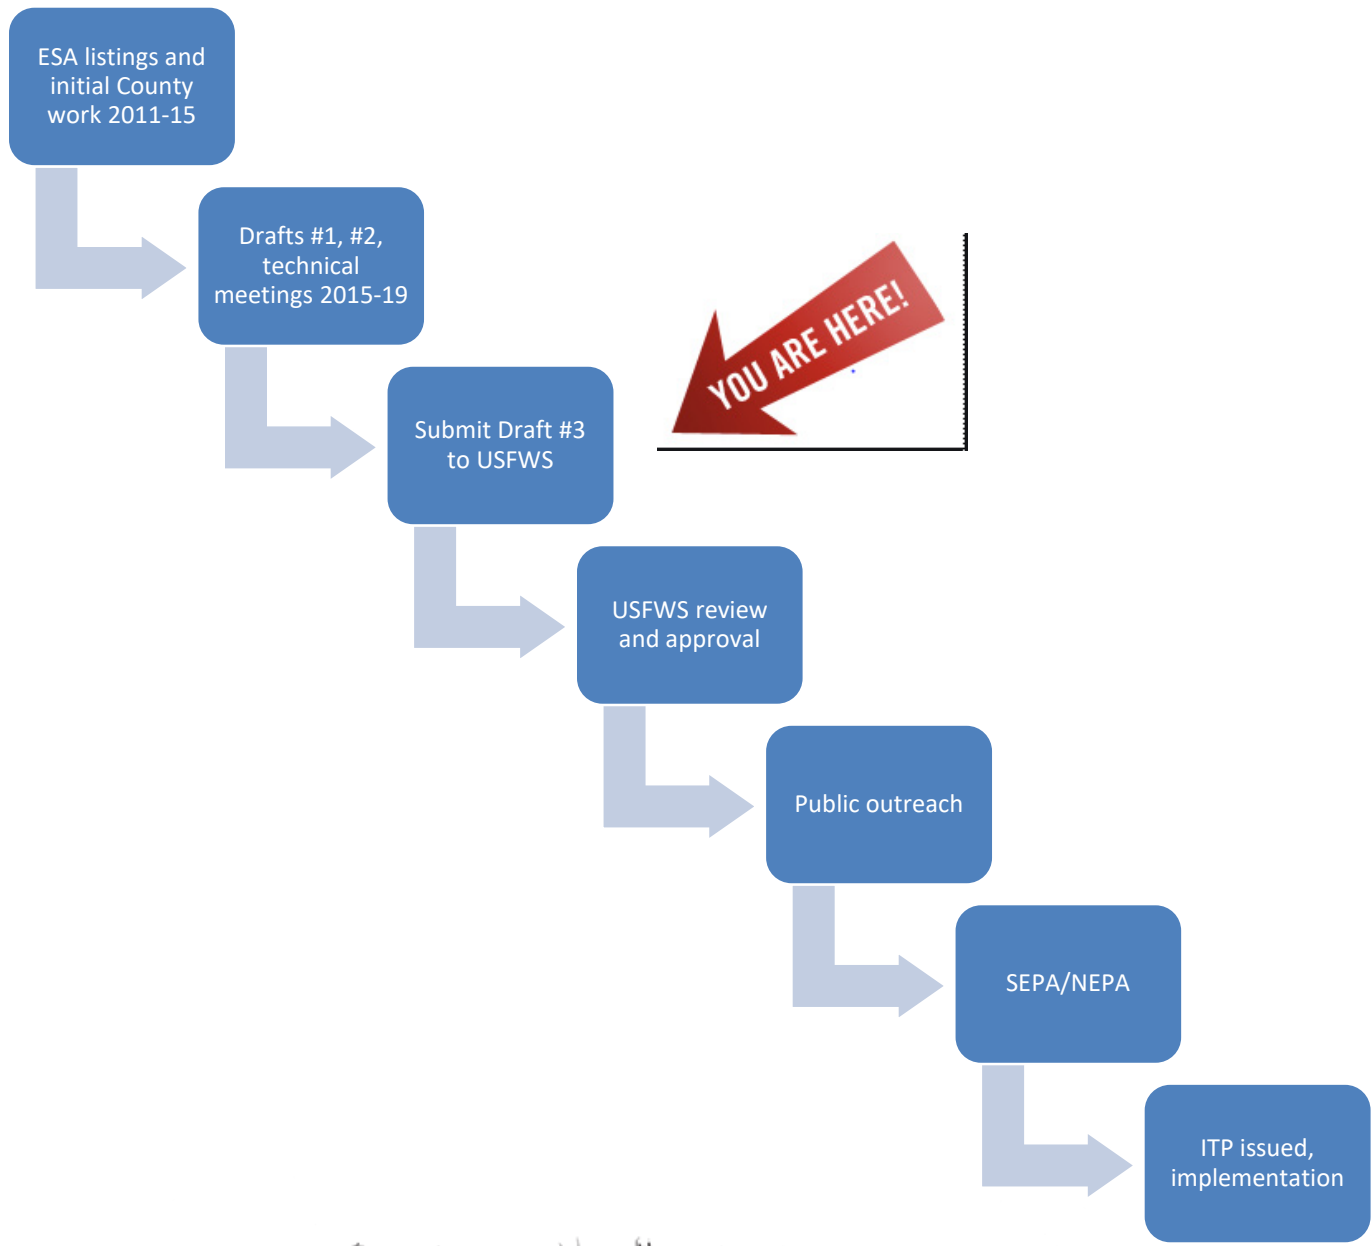 ESA listings and
initial County
work 2011-15
Drafts #1, #2,
technical
meetings 2015-19
YOU ARE HERE!
Submit Draft #3
to USFWS
USFWS review
and approval
Public outreach
SEPA/NEPA
ITP issued,
implementation